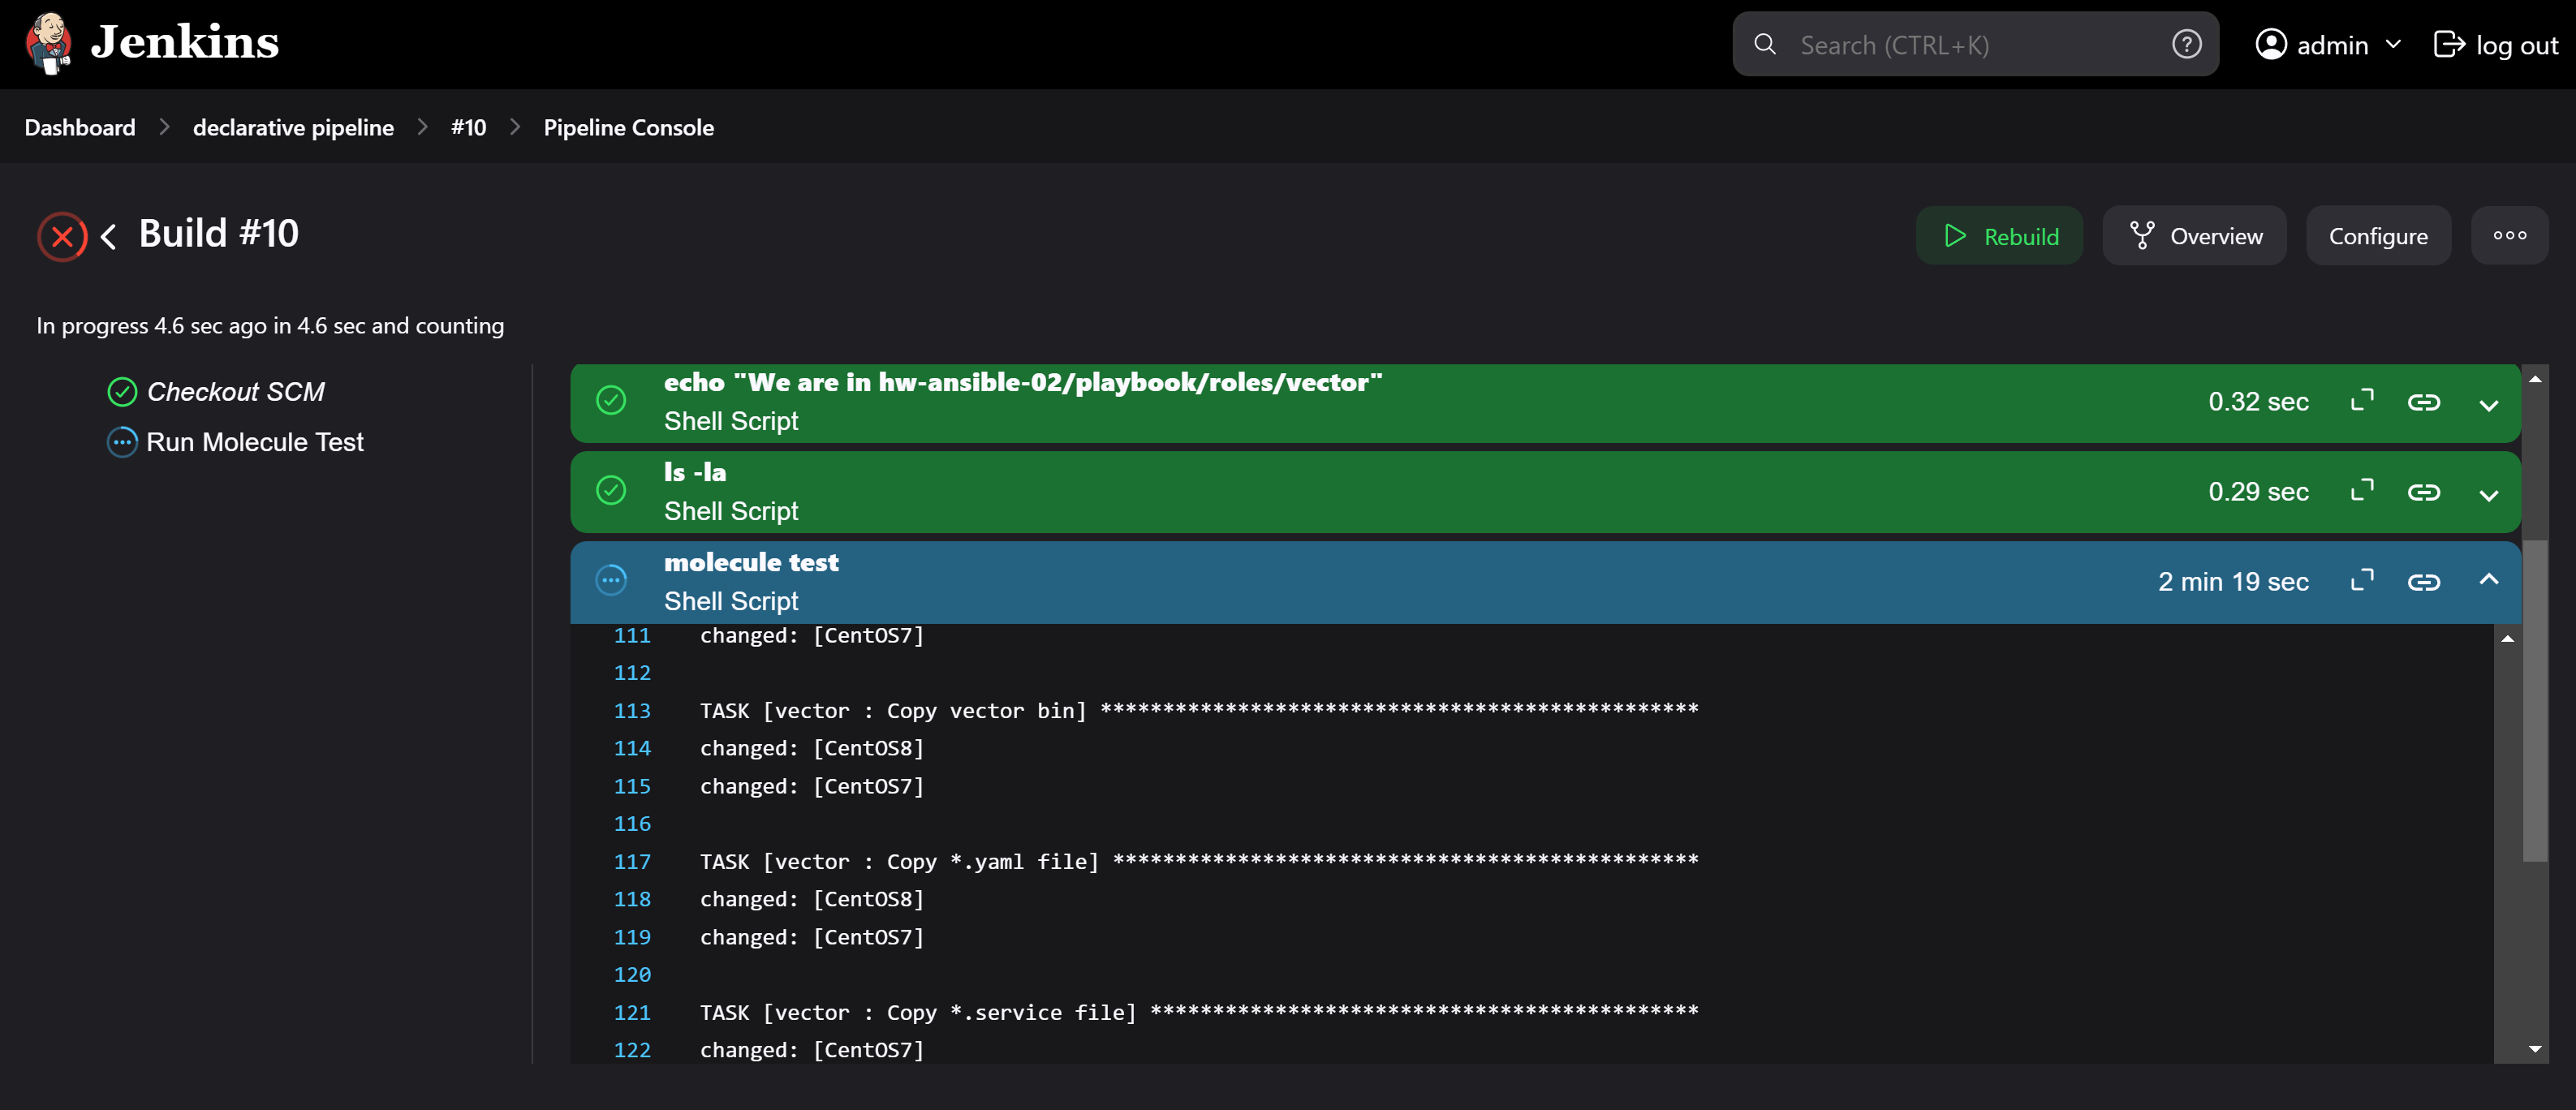 Jenkins
Search (CTRL+K)
admin
log out
Dashboard
declarative pipeline
#10
Pipeline Console
Build #10
Rebuild
Overview
Configure
In progress 4.6 sec ago in 4.6 sec and counting
Checkout SCM
Run Molecule Test
echo "We are in hw-ansible-02/playbook/roles/vector"
Shell Script
0.32 sec
ls -la
Shell Script
0.29 sec
molecule test
Shell Script
2 min 19 sec
111 changed: [CentOS7]
112
113 TASK [vector : Copy vector bin] ************************************************
114 changed: [CentOS8]
115 changed: [CentOS7]
116
117 TASK [vector : Copy *.yaml file] ***********************************************
118 changed: [CentOS8]
119 changed: [CentOS7]
120
121 TASK [vector : Copy *.service file] ********************************************
122 changed: [CentOS7]